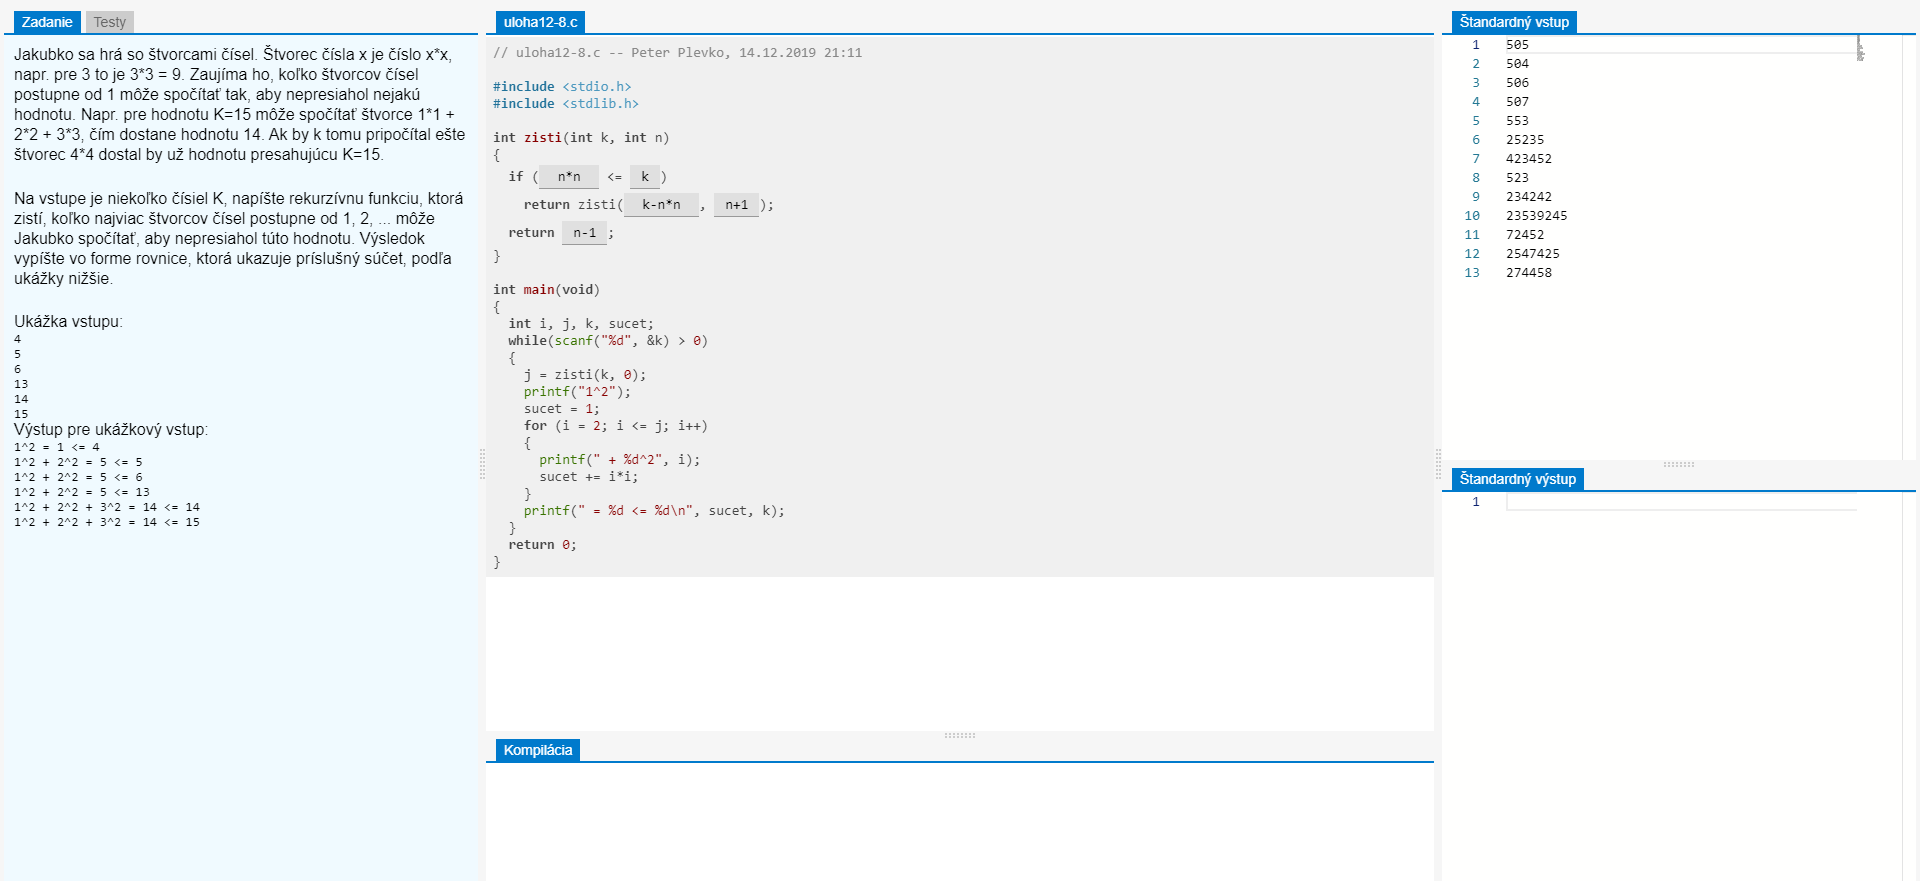 Zadanie Testy
Jakubko sa hrá so štvorcami čísel. Štvorec čísla x je číslo x*x,
napr. pre 3 to je 3*3 = 9. Zaujíma ho, koľko štvorcov čísel
postupne od 1 môže spočítať tak, aby nepresiahol nejakú
hodnotu. Napr. pre hodnotu K=15 môže spočítať štvorce 1*1 +
2*2 + 3*3, čím dostane hodnotu 14. Ak by k tomu pripočítal ešte
štvorec 4*4 dostal by už hodnotu presahujúcu K=15.
Na vstupe je niekoľko čísiel K, napíšte rekurzívnu funkciu, ktorá
zistí, koľko najviac štvorcov čísel postupne od 1, 2, ... môže
Jakubko spočítať, aby nepresiahol túto hodnotu. Výsledok
vypíšte vo forme rovnice, ktorá ukazuje príslušný súčet, podľa
ukážky nižšie.
Ukážka vstupu:
4
5
6
13
14
15
Výstup pre ukážkový vstup:
1^2 = 1 <= 4
1^2 + 2^2 = 5 <= 5
1^2 + 2^2 = 5 <= 6
1^2 + 2^2 = 5 <= 13
1^2 + 2^2 + 3^2 = 14 <= 14
1^2 + 2^2 + 3^2 = 14 <= 15
uloha12-8.c
// uloha12-8.c -- Peter Plevko, 14.12.2019 21:11
#include <stdio.h>
#include <stdlib.h>
int zisti(int k, int n)
{
if ( n*n <= k )
return zisti( k-n*n , n+1 );
return n-1 ;
}
int main(void)
{
int i, j, k, sucet;
while(scanf("%d", &k) > 0)
{
j = zisti(k, 0);
printf("1^2");
sucet = 1;
for (i = 2; i <= j; i++)
{
printf(" + %d^2", i);
sucet += i*i;
}
printf(" = %d <= %d\n", sucet, k);
}
return 0;
}
Kompilácia
Štandardný vstup
1 505
2 504
3 506
4 507
5 553
6 25235
7 423452
8 523
9 234242
10 23539245
11 72452
12 2547425
13 274458
Štandardný výstup
1